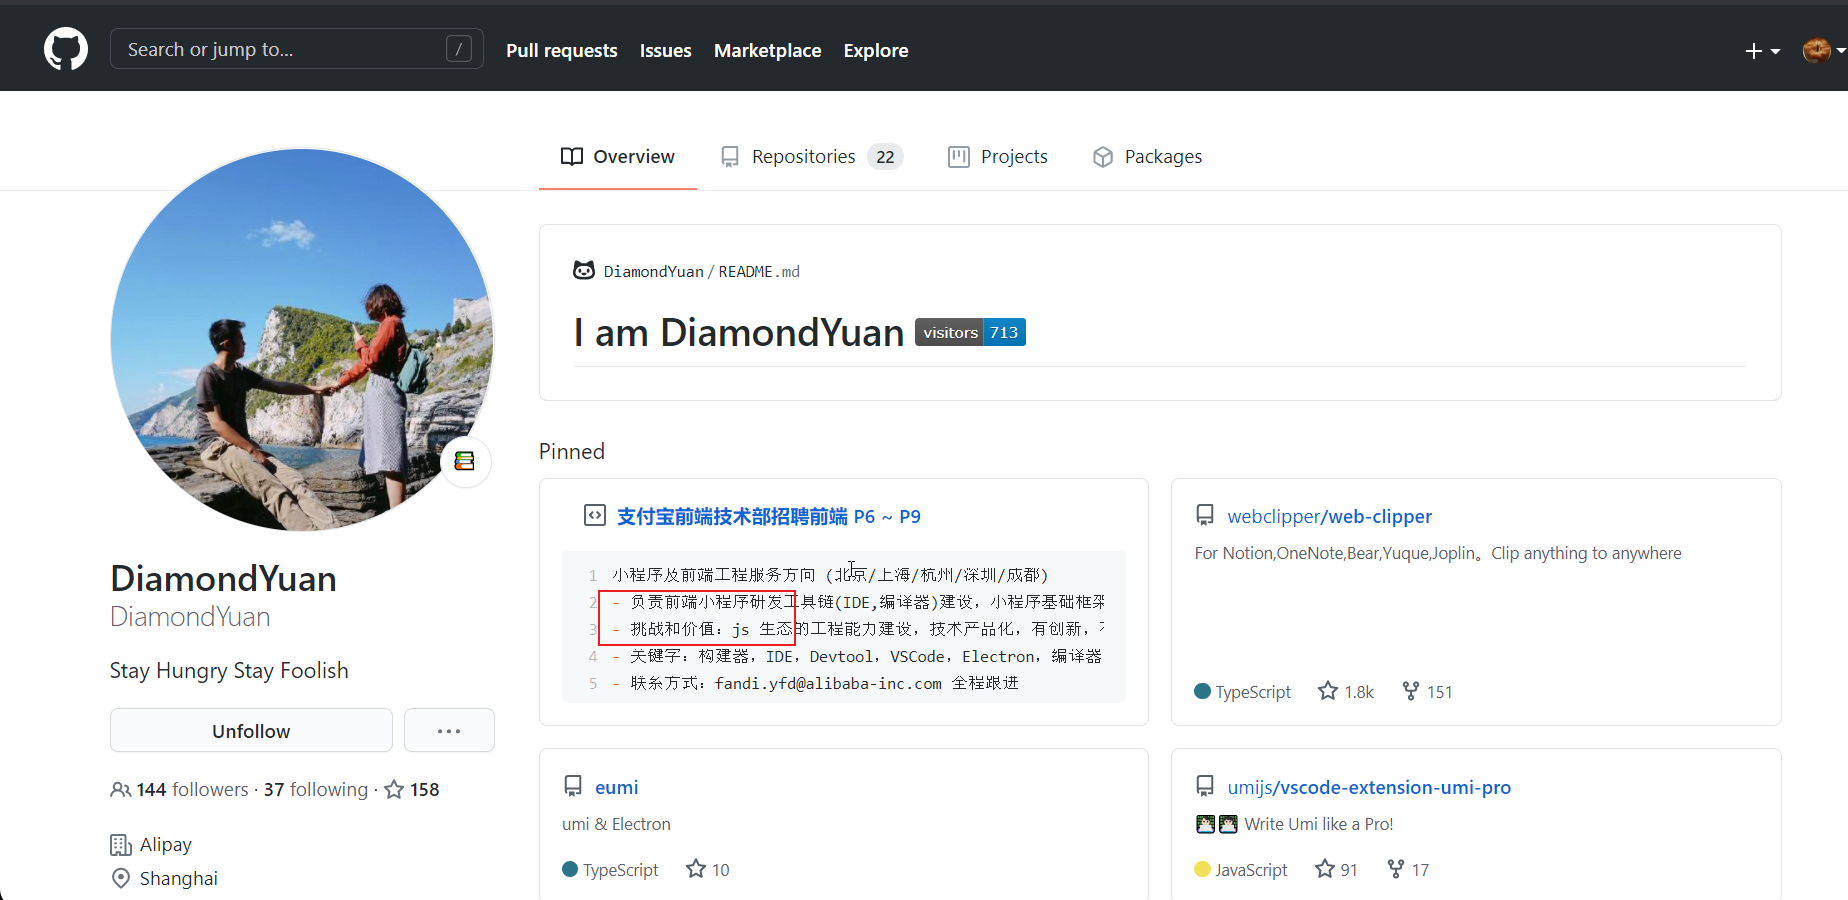 Search or jump to... /
Pull requests Issues Marketplace Explore
Overview Repositories 22 Projects Packages
DiamondYuan / README.md
I am DiamondYuan visitors 713
DiamondYuan
DiamondYuan
Stay Hungry Stay Foolish
Unfollow ...
144 followers · 37 following · 158
Alipay
Shanghai
Pinned
支付宝前端技术部招聘前端 P6 ~ P9
1 小程序及前端工程服务方向 (北京/上海/杭州/深圳/成都)
2 - 负责前端小程序研发工具链(IDE,编译器)建设，小程序基础框架
3 - 挑战和价值：js 生态的工程能力建设，技术产品化，有创新，
4 - 关键字：构建器，IDE，Devtool，VSCode，Electron，编译器
5 - 联系方式：fandi.yfd@alibaba-inc.com 全程跟进
webclipper/web-clipper
For Notion,OneNote,Bear,Yuque,Joplin。Clip anything to anywhere
TypeScript 1.8k 151
eumi
umi & Electron
TypeScript 10
umijs/vscode-extension-umi-pro
Write Umi like a Pro!
JavaScript 91 17